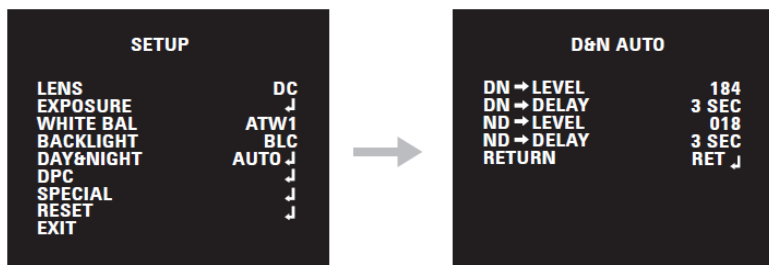 SETUP
LENS DC
EXPOSURE ↲
WHITE BAL ATW1
BACKLIGHT BLC
DAY&NIGHT AUTO ↲
DPC ↲
SPECIAL ↲
RESET ↲
EXIT
D&N AUTO
DN→LEVEL 184
DN→DELAY 3 SEC
ND→LEVEL 018
ND→DELAY 3 SEC
RETURN RET ↲